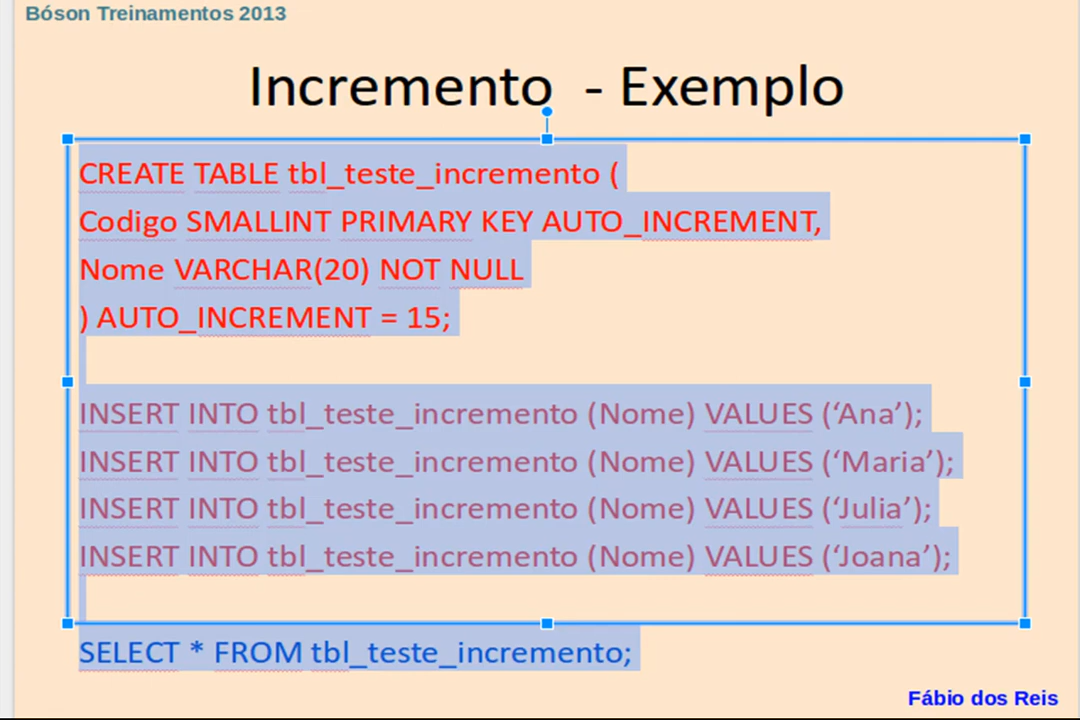 Bóson Treinamentos 2013
Incremento - Exemplo
CREATE TABLE tbl_teste_incremento (
Codigo SMALLINT PRIMARY KEY AUTO_INCREMENT,
Nome VARCHAR(20) NOT NULL
) AUTO_INCREMENT = 15;
INSERT INTO tbl_teste_incremento (Nome) VALUES (‘Ana’);
INSERT INTO tbl_teste_incremento (Nome) VALUES (‘Maria’);
INSERT INTO tbl_teste_incremento (Nome) VALUES (‘Julia’);
INSERT INTO tbl_teste_incremento (Nome) VALUES (‘Joana’);
SELECT * FROM tbl_teste_incremento;
Fábio dos Reis